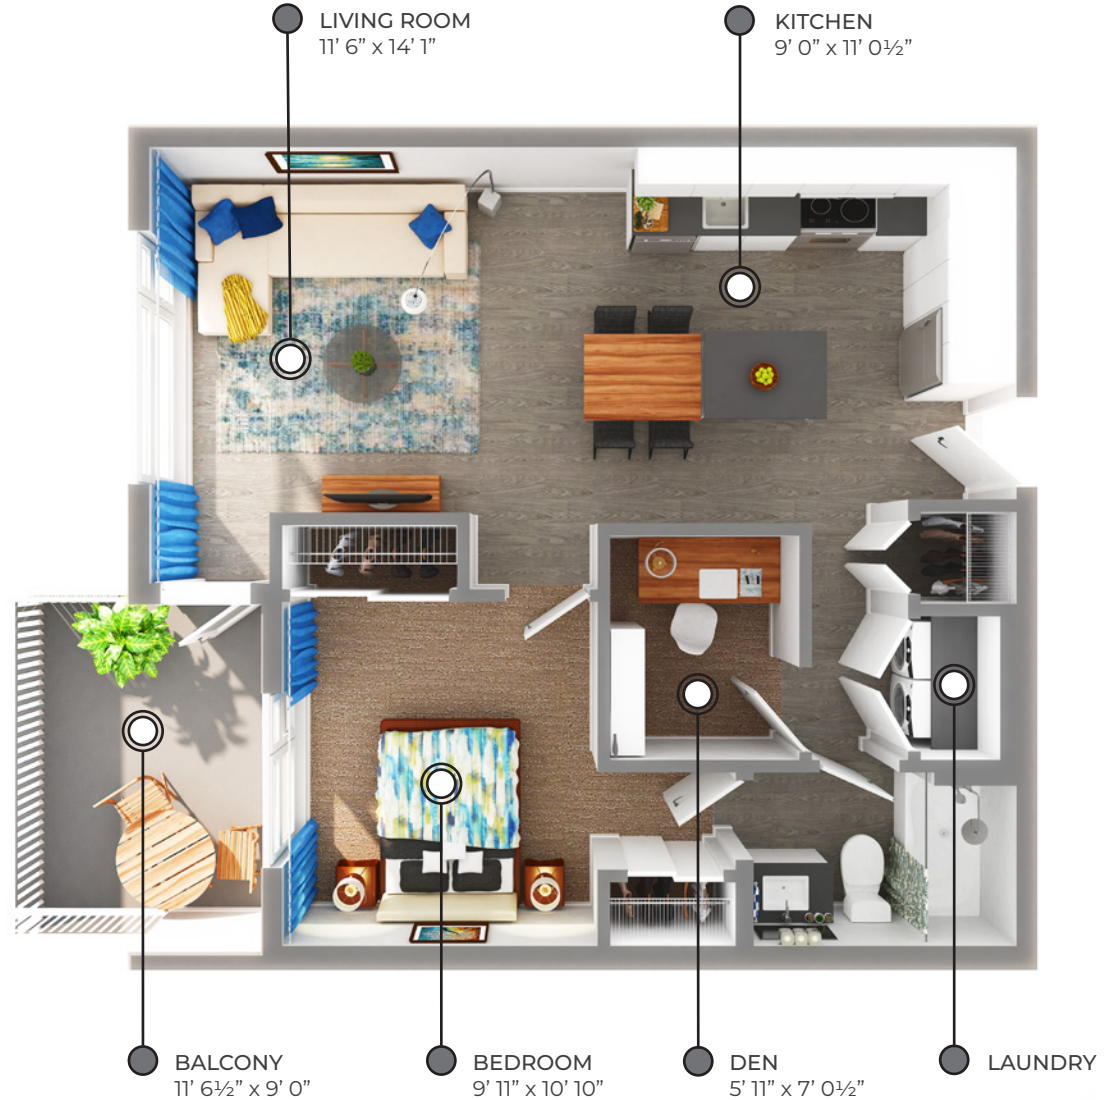 LIVING ROOM
11’ 6” x 14’ 1”
KITCHEN
9’ 0” x 11’ 0½”
BALCONY
11’ 6½” x 9’ 0”
BEDROOM
9’ 11” x 10’ 10”
DEN
5’ 11” x 7’ 0½”
LAUNDRY